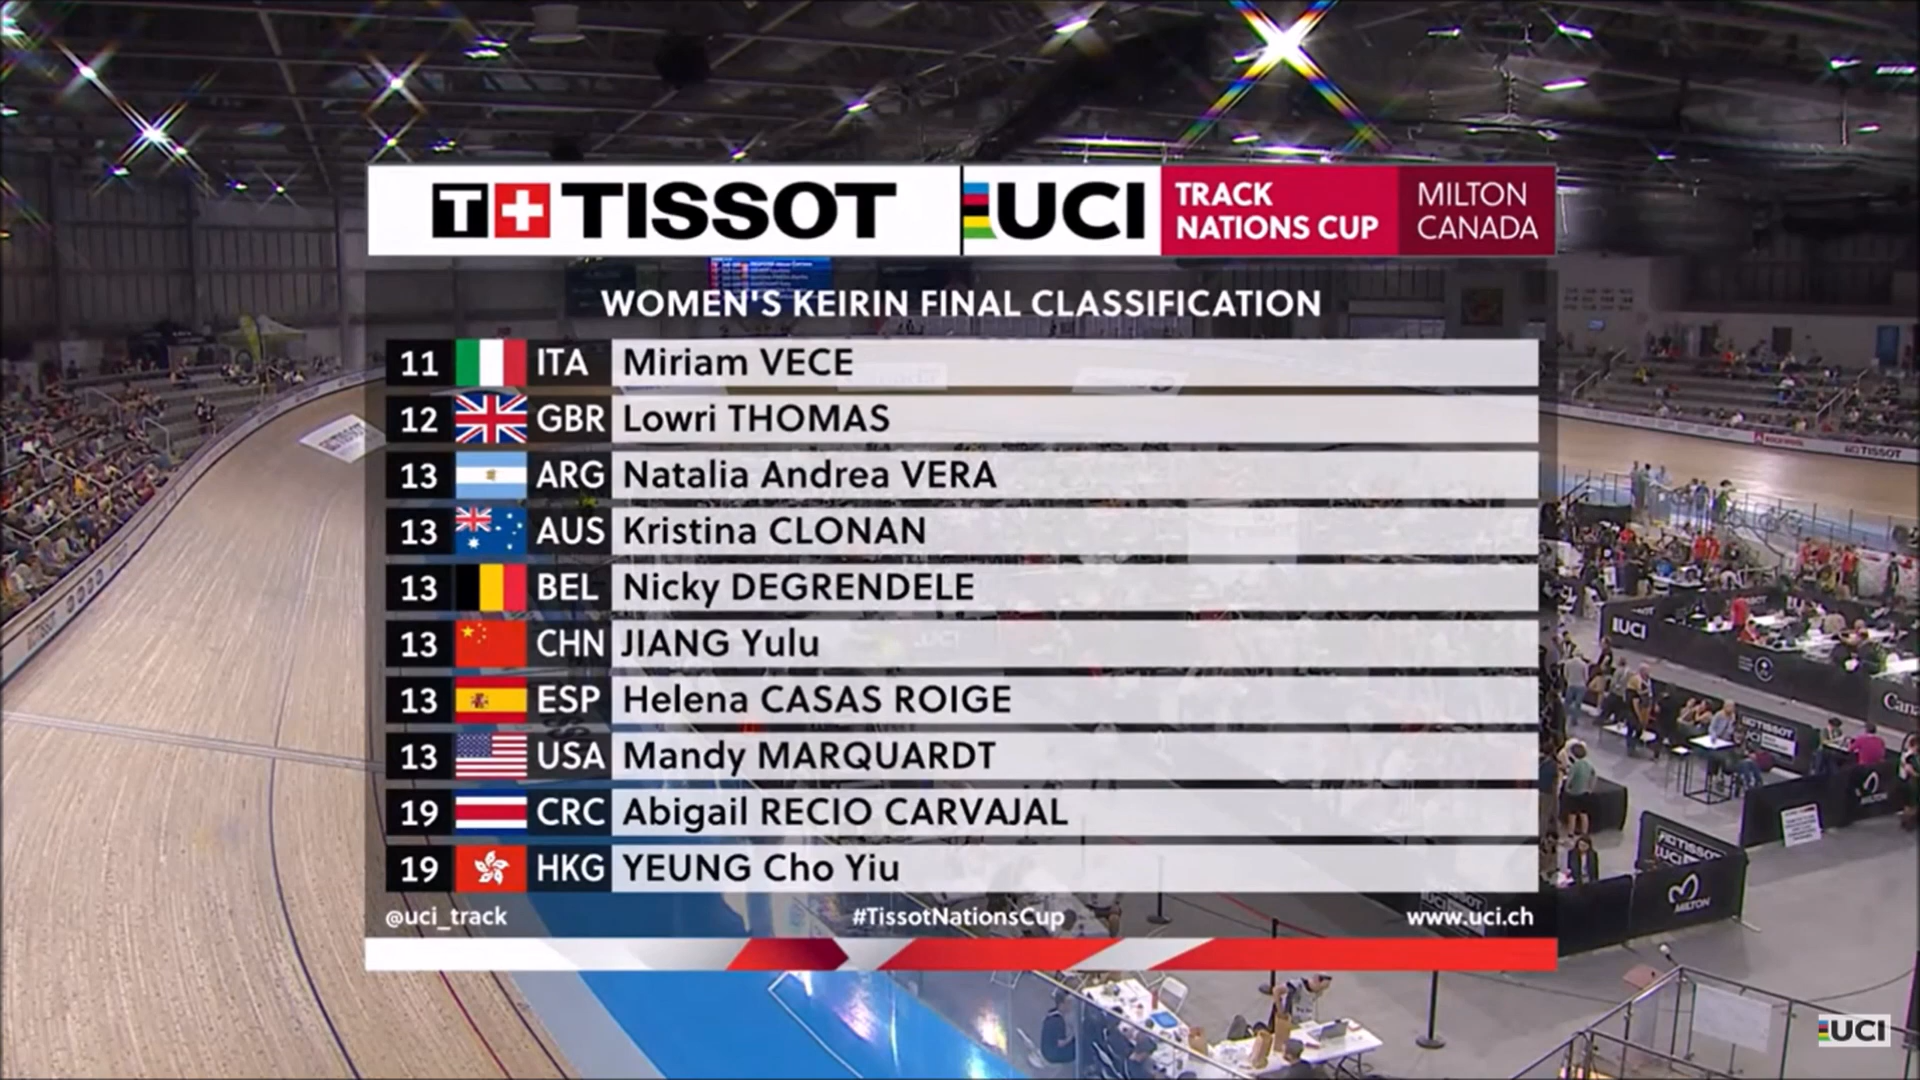 T+ TISSOT UCI TRACK NATIONS CUP MILTON CANADA
WOMEN'S KEIRIN FINAL CLASSIFICATION
11 ITA Miriam VECE
12 GBR Lowri THOMAS
13 ARG Natalia Andrea VERA
13 AUS Kristina CLONAN
13 BEL Nicky DEGRENDELE
13 CHN JIANG Yulu
13 ESP Helena CASAS ROIGE
13 USA Mandy MARQUARDT
19 CRC Abigail RECIO CARVAJAL
19 HKG YEUNG Cho Yiu
@uci_track #TissotNationsCup www.uci.ch
TISSOT
UCI
MILTON
UCI